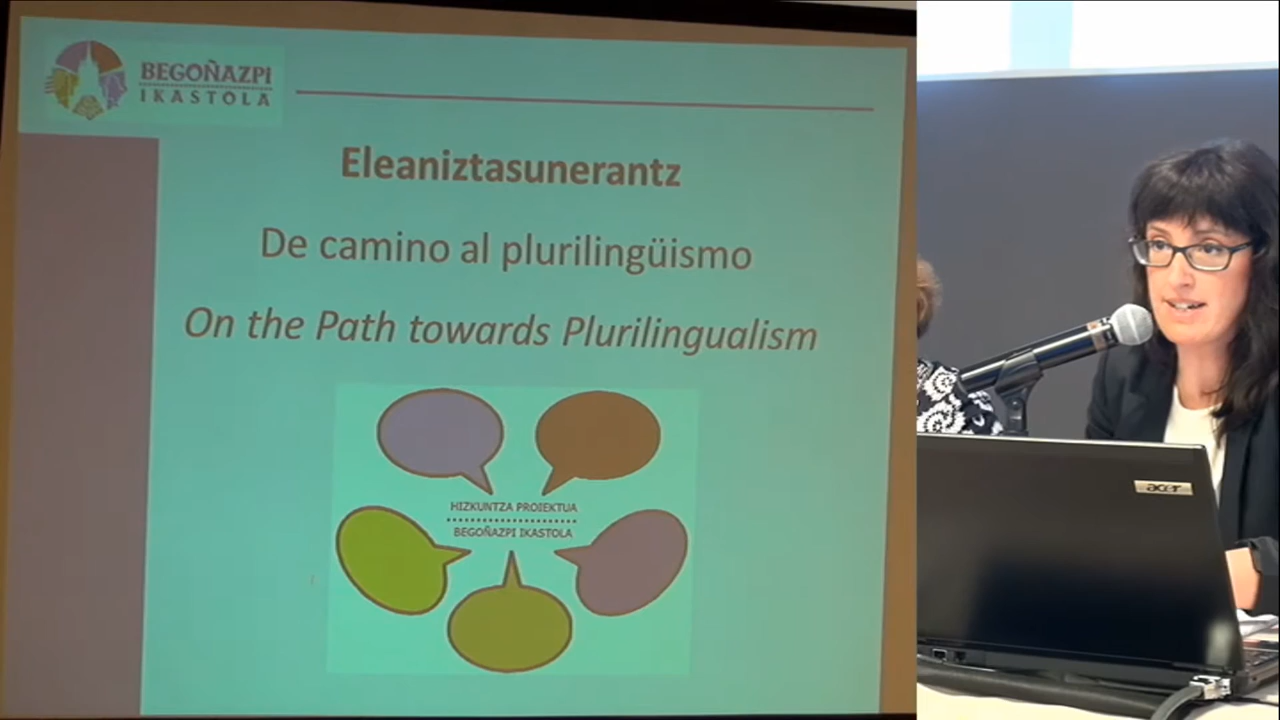 BEGOÑAZPI
IKASTOLA
Eleaniztasunerantz
De camino al plurilingüismo
On the Path towards Plurilingualism
HIZKUNTZA PROIEKTUA
BEGOÑAZPI IKASTOLA
acer